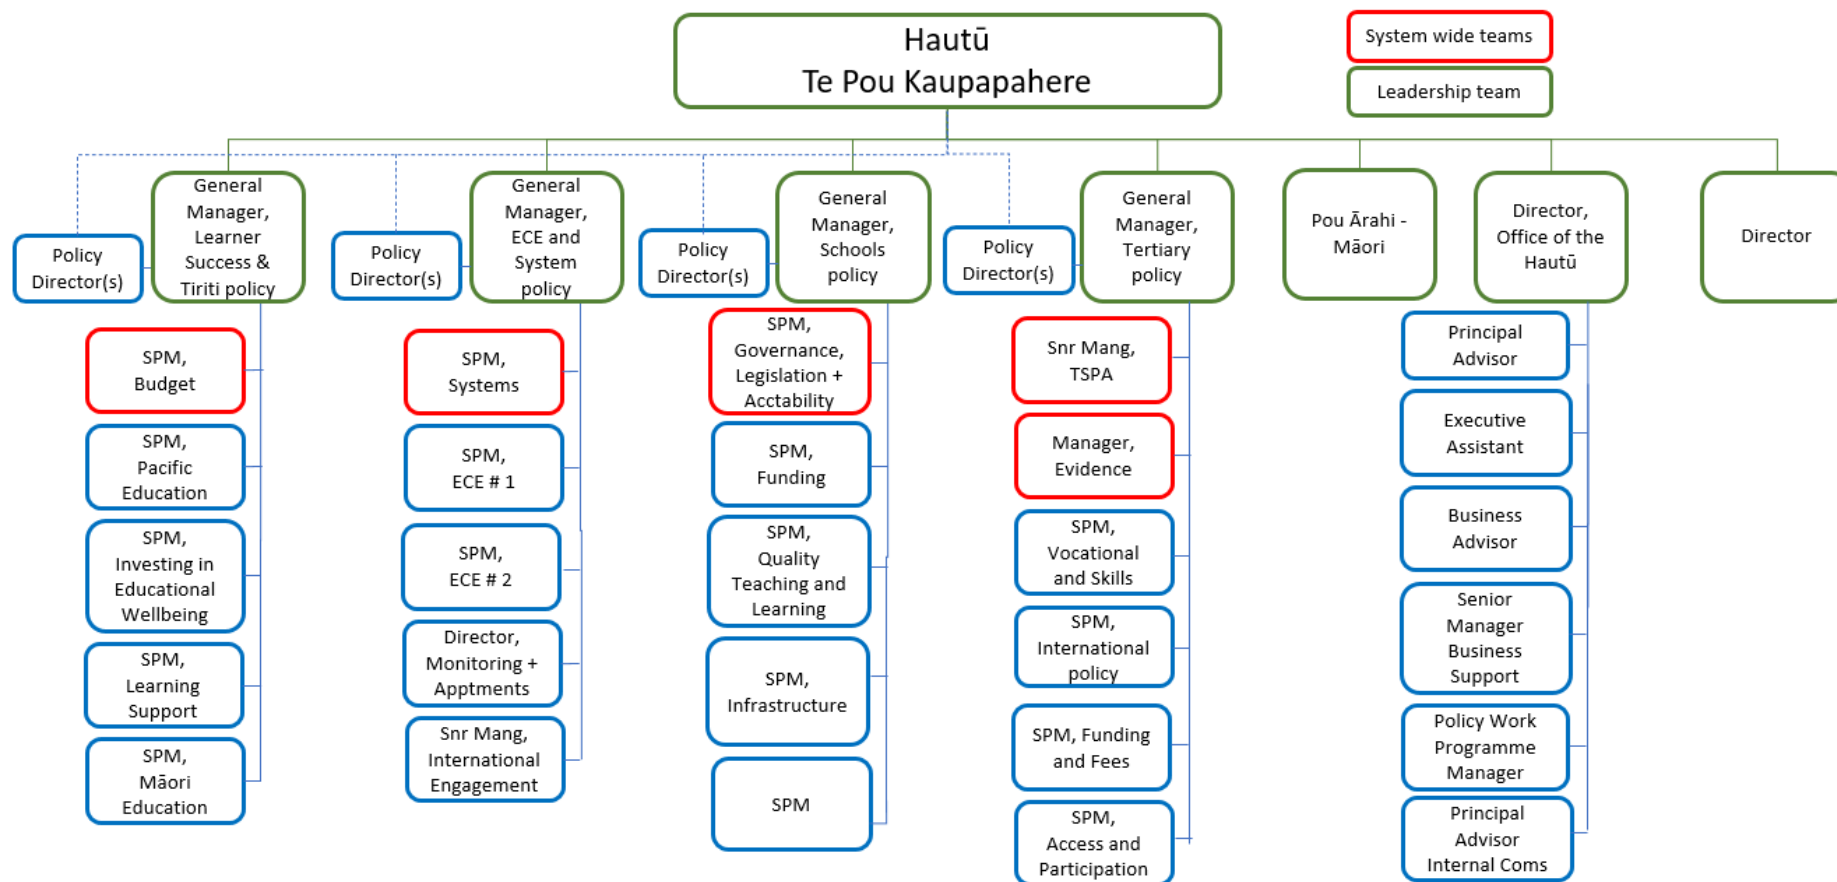 Hautū
Te Pou Kaupapahere
System wide teams
Leadership team
Policy
Director(s)
General
Manager,
Learner
Success &
Tiriti policy
Policy
Director(s)
General
Manager,
ECE and
System
policy
Policy
Director(s)
General
Manager,
Schools
policy
Policy
Director(s)
General
Manager,
Tertiary
policy
Pou Ārahi -
Māori
Director,
Office of the
Hautū
Director
SPM,
Budget
SPM,
Pacific
Education
SPM,
Investing in
Educational
Wellbeing
SPM,
Learning
Support
SPM,
Māori
Education
SPM,
Systems
SPM,
ECE # 1
SPM,
ECE # 2
Director,
Monitoring +
Apptments
Snr Mang,
International
Engagement
SPM,
Governance,
Legislation +
Acctability
SPM,
Funding
SPM,
Quality
Teaching and
Learning
SPM,
Infrastructure
SPM
Snr Mang,
TSPA
Manager,
Evidence
SPM,
Vocational
and Skills
SPM,
International
policy
SPM, Funding
and Fees
SPM,
Access and
Participation
Principal
Advisor
Executive
Assistant
Business
Advisor
Senior
Manager
Business
Support
Policy Work
Programme
Manager
Principal
Advisor
Internal Coms